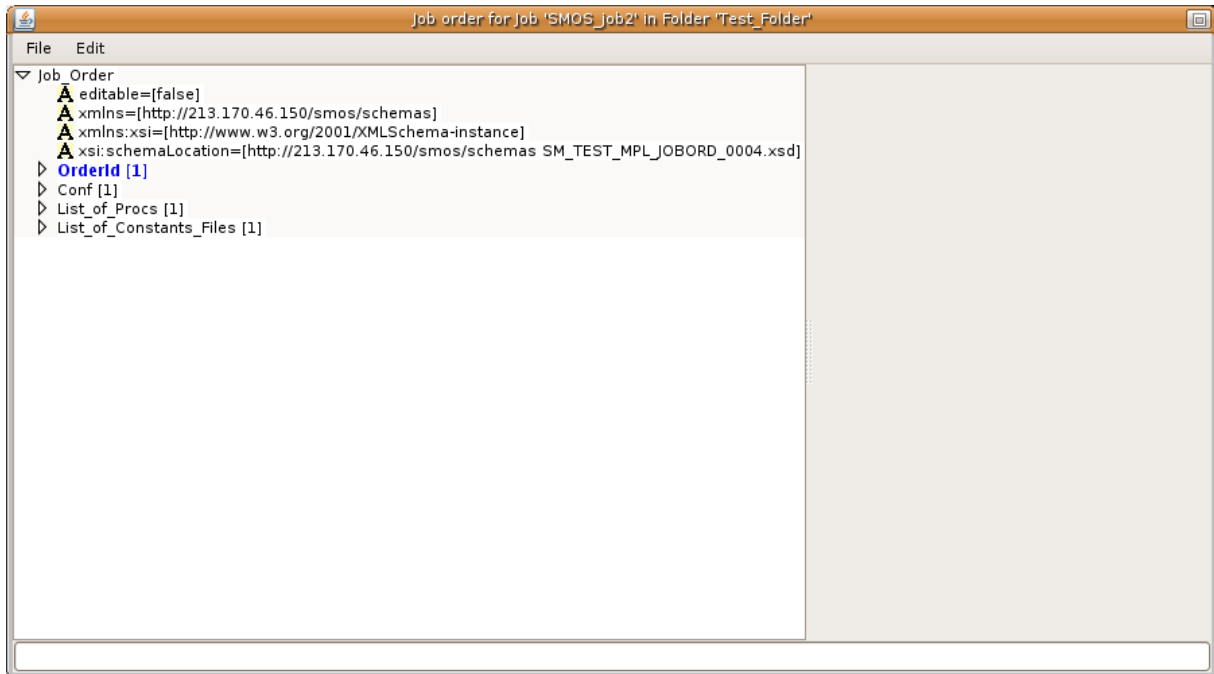 Job order for Job 'SMOS_job2' in Folder 'Test_Folder'
File Edit
Job_Order
A editable=[false]
A xmlns=[http://213.170.46.150/smos/schemas]
A xmlns:xsi=[http://www.w3.org/2001/XMLSchema-instance]
A xsi:schemaLocation=[http://213.170.46.150/smos/schemas SM_TEST_MPL_JOBORD_0004.xsd]
OrderId [1]
Conf [1]
List_of_Procs [1]
List_of_Constants_Files [1]